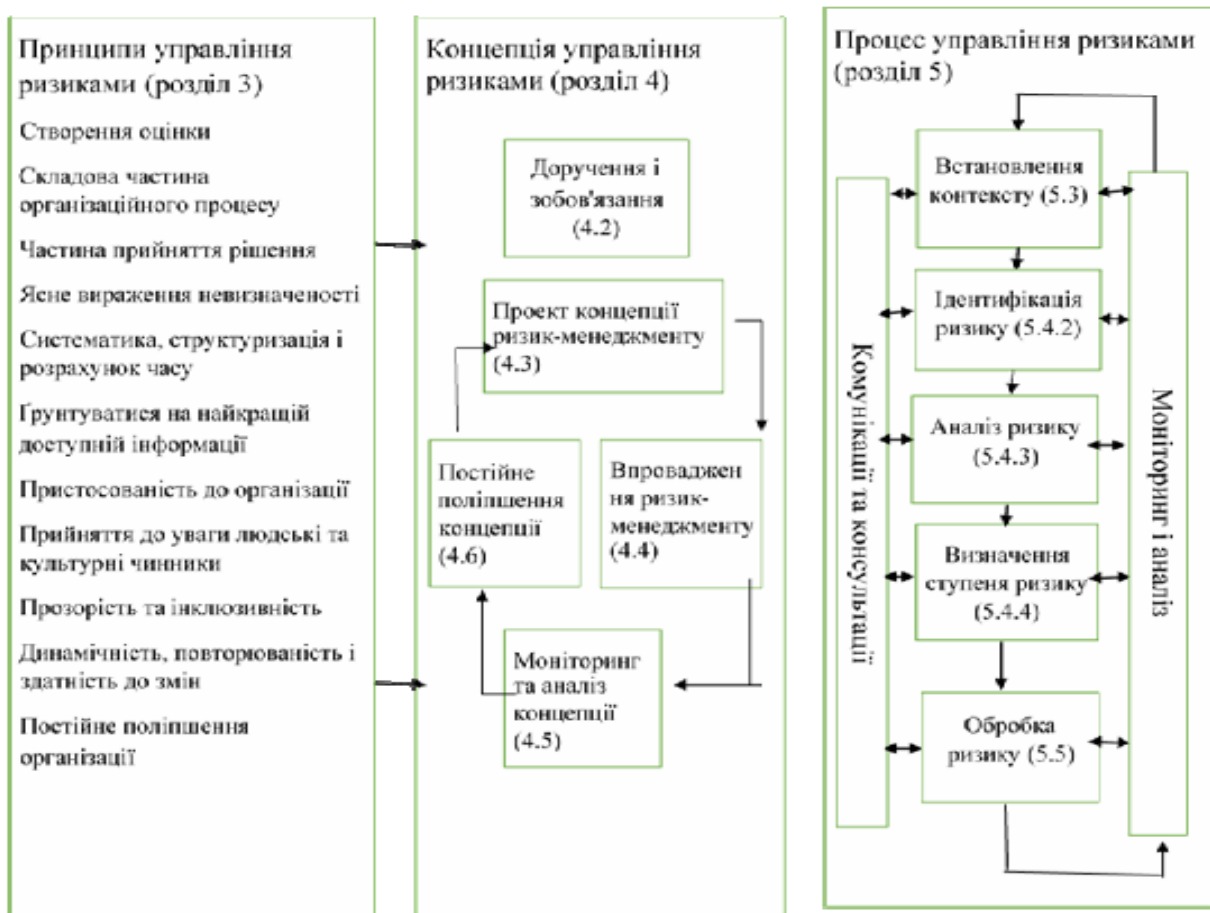 Принципи управління
ризиками (розділ 3)
Створення оцінки
Складова частина
організаційного процесу
Частина прийняття рішення
Ясне вираження невизначеності
Систематика, структуризація і
розрахунок часу
Ґрунтуватися на найкращій
доступній інформації
Пристосованість до організації
Прийняття до уваги людські та
культурні чинники
Прозорість та інклюзивність
Динамічність, повторюваність і
здатність до змін
Постійне поліпшення
організації
Концепція управління
ризиками (розділ 4)
Доручення і
зобов'язання
(4.2)
Проект концепції
ризик-менеджменту
(4.3)
Постійне
поліпшення
концепції
(4.6)
Впроваджен
ня ризик-
менеджменту
(4.4)
Моніторинг
та аналіз
концепції
(4.5)
Процес управління ризиками
(розділ 5)
Комунікації та консультації
Встановлення
контексту (5.3)
Ідентифікація
ризику (5.4.2)
Аналіз ризику
(5.4.3)
Визначення
ступеня ризику
(5.4.4)
Обробка
ризику (5.5)
Моніторинг і аналіз